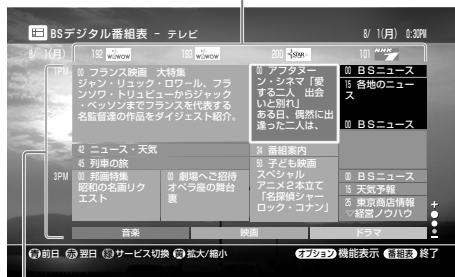 BSデジタル番組表 - テレビ 8/ 1(月) 0:30PM
8/ 1(月) 192 WOWOW 193 WOWOW 200 STAR 101 NHK 7
1PM
00 フランス映画 大特集
ジャン・リュック・ロワール、フラ
ンソワ・トリュビューからジャック
・ベッソンまでフランスを代表する
名監督達の作品をダイジェスト紹介。
42 ニュース・天気
45 列車の旅
3PM
00 邦画特集
昭和の名画リク
エスト
00 劇場へご招待
オペラ座の舞台
裏
00 アフタヌー
ン・シネマ「愛
する二人 出会
いと別れ」
ある日、偶然に出
違った二人は、
34 番組案内
50 子ども映画
スペシャル
アニメ2本立て
「名探偵シャー
ロック・コナン」
00 BSニュース
15 各地のニュー
ス
00 BSニュース
00 BSニュース
15 天気予報
25 東京商店情報
▽経営ノウハウ
音楽 映画 ドラマ
青 前日 赤 翌日 緑 サービス切換 黄 拡大/縮小 オプション 機能表示 番組表 終了